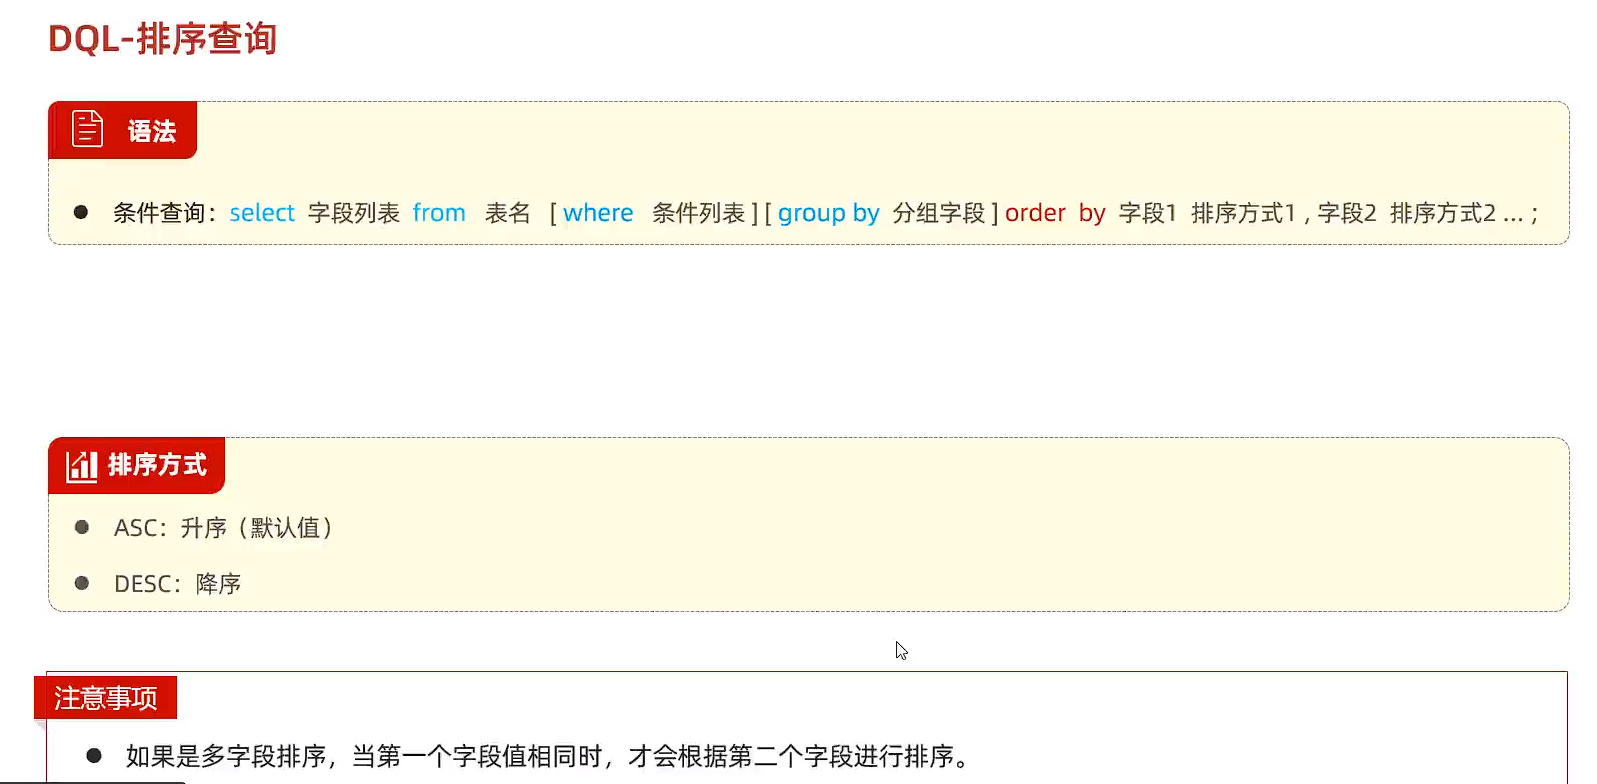 DQL-排序查询
语法
● 条件查询：select 字段列表 from 表名 [ where 条件列表 ] [ group by 分组字段 ] order by 字段1 排序方式1 , 字段2 排序方式2 … ;
排序方式
● ASC：升序（默认值）
● DESC：降序
注意事项
● 如果是多字段排序，当第一个字段值相同时，才会根据第二个字段进行排序。